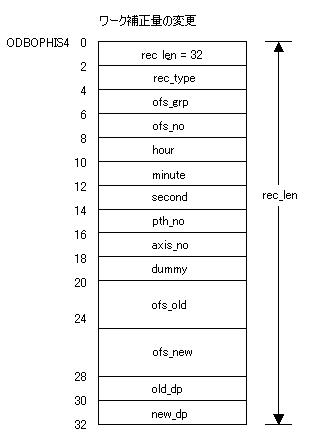 ワーク補正量の変更
ODBOPHIS4 0
rec_len = 32
2
rec_type
4
ofs_grp
6
ofs_no
8
hour
10
minute
12
second
14
pth_no
16
axis_no
18
dummy
20
ofs_old
24
ofs_new
28
old_dp
30
new_dp
32
rec_len